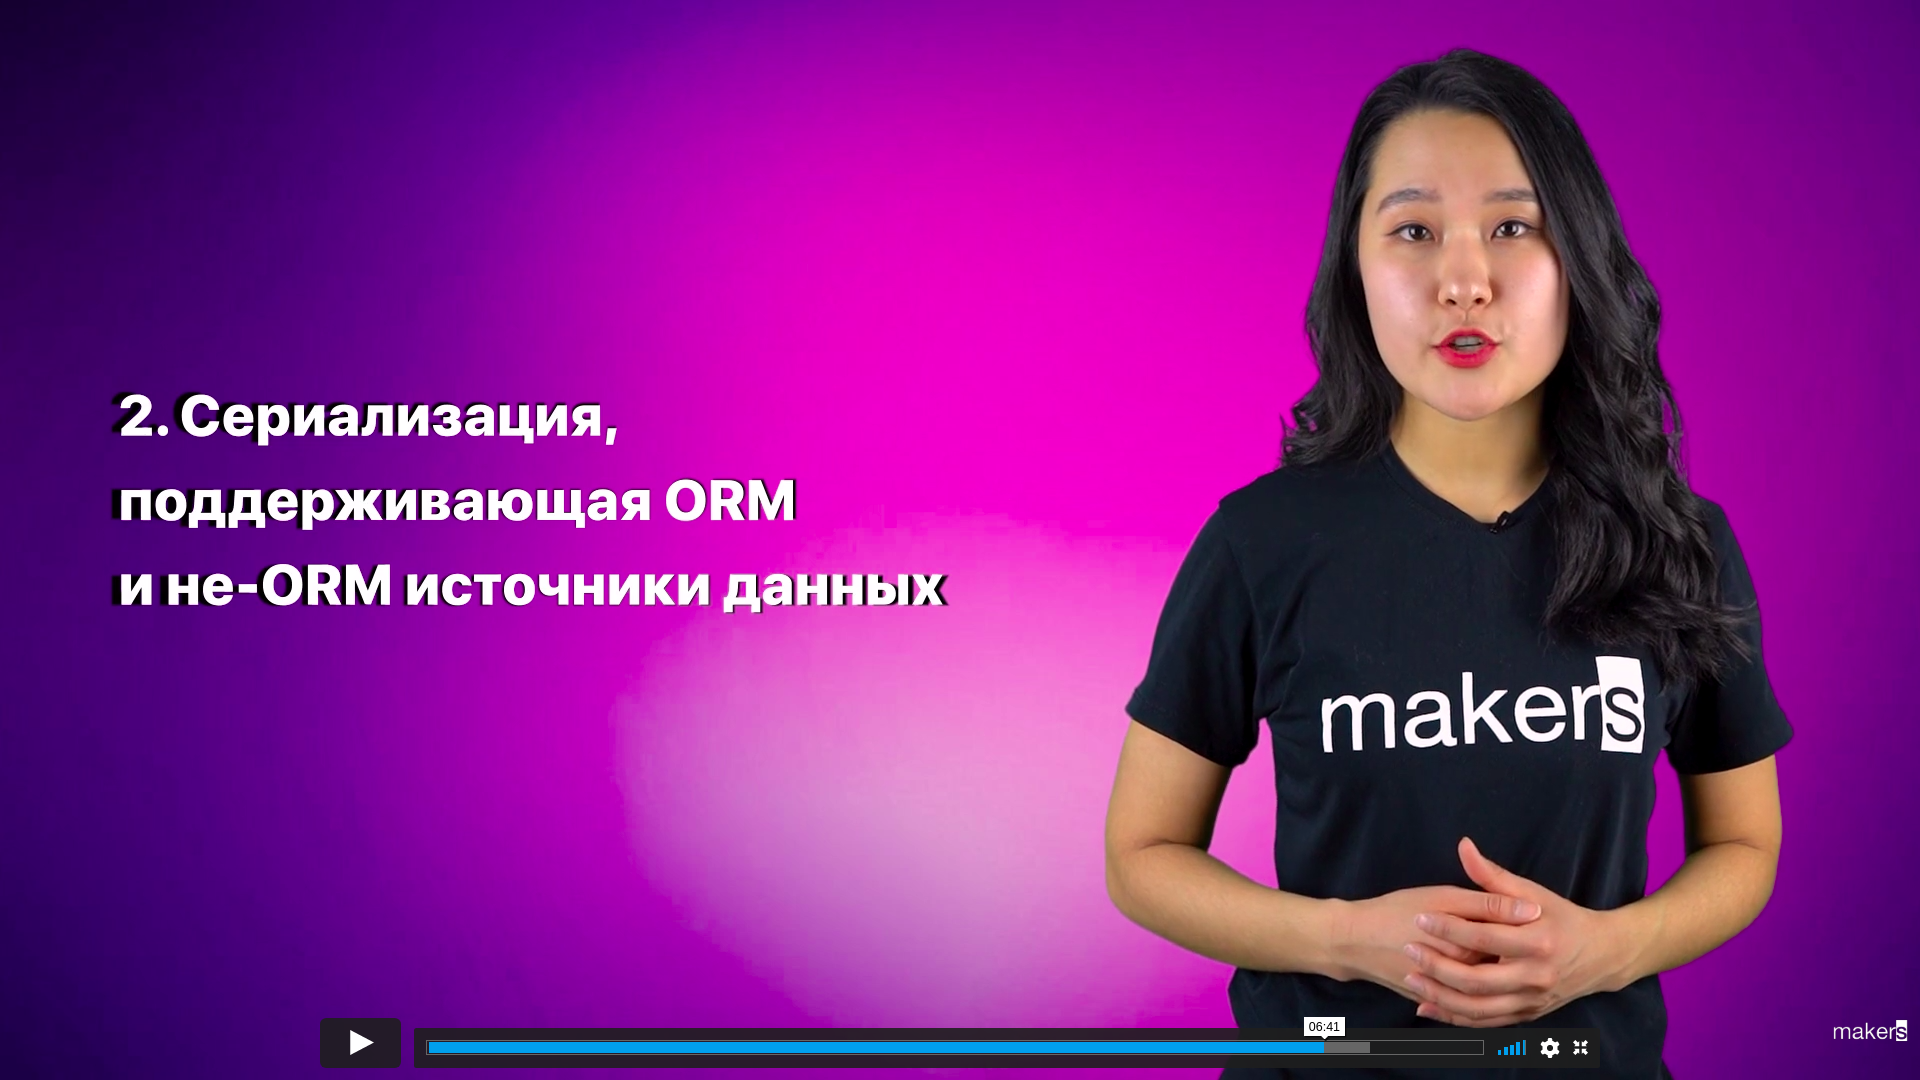 2. Сериализация,
поддерживающая ORM
и не-ORM источники данных
makers
06:41
makers